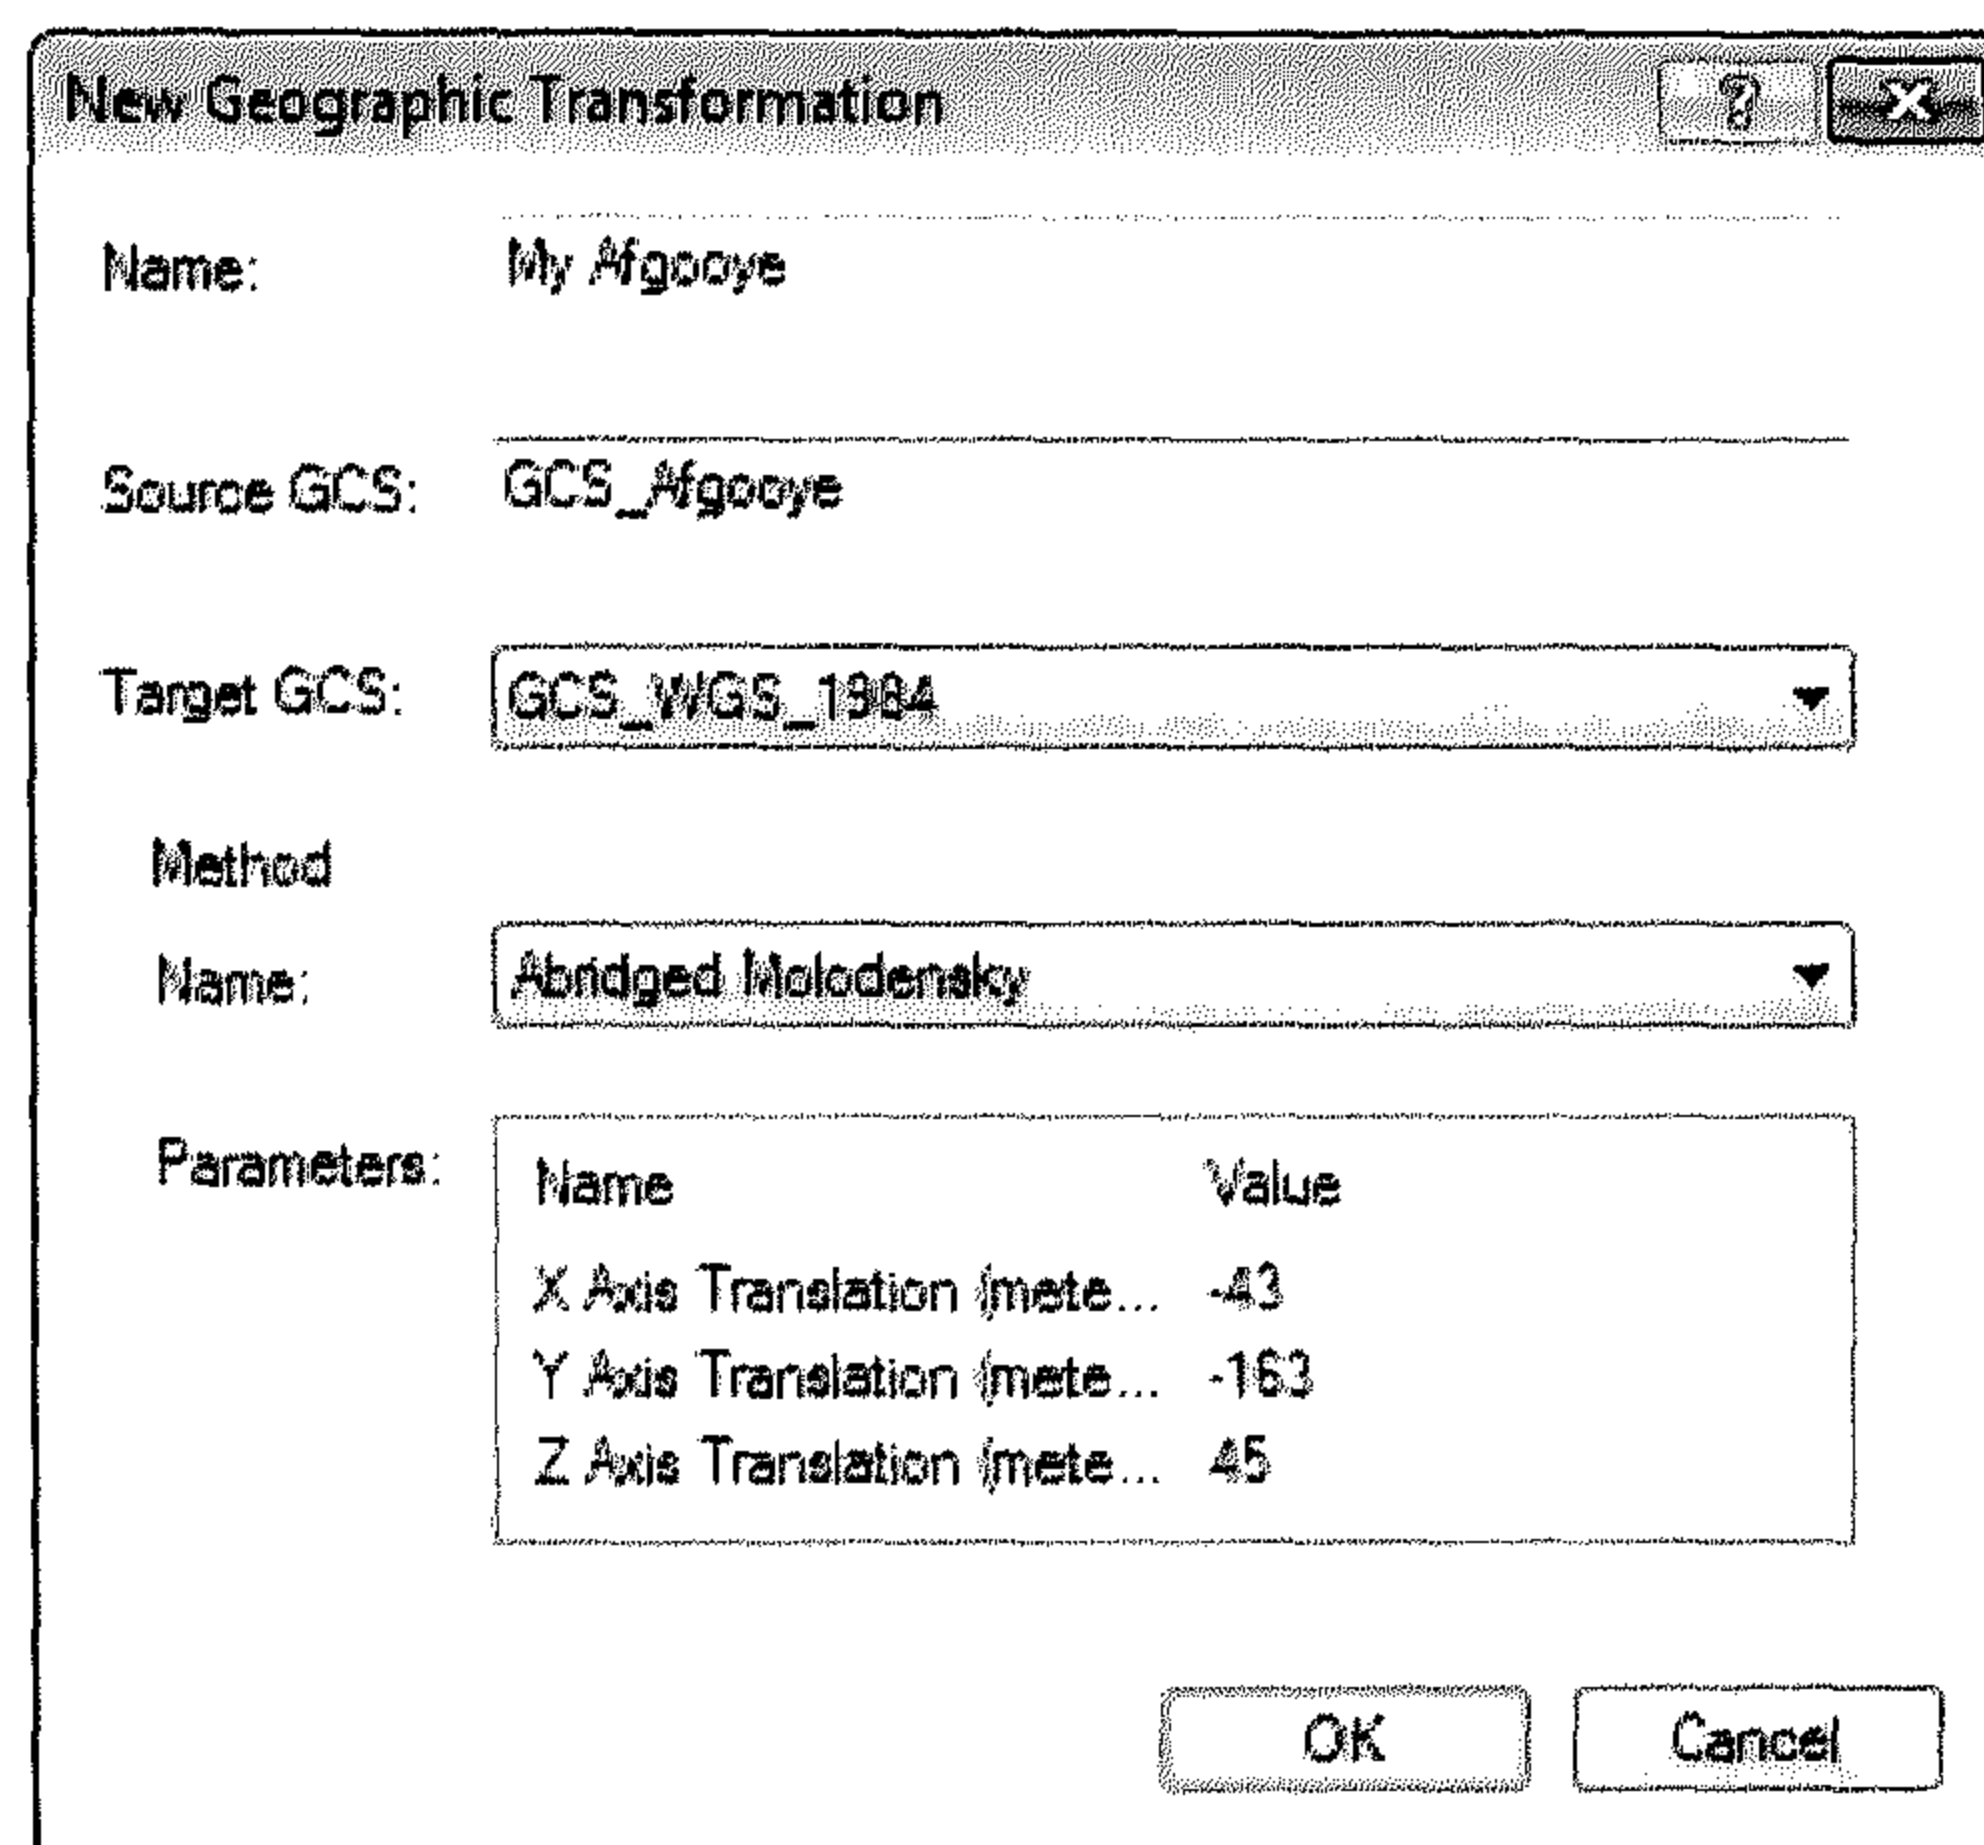 New Geographic Transformation ? X
Name: My Afgooye
Source GCS: GCS_Afgooye
Target GCS: GCS_WGS_1984
Method
Name: Abridged Molodensky
Parameters:
Name Value
X Axis Translation (mete... -43
Y Axis Translation (mete... -163
Z Axis Translation (mete... 45
OK Cancel